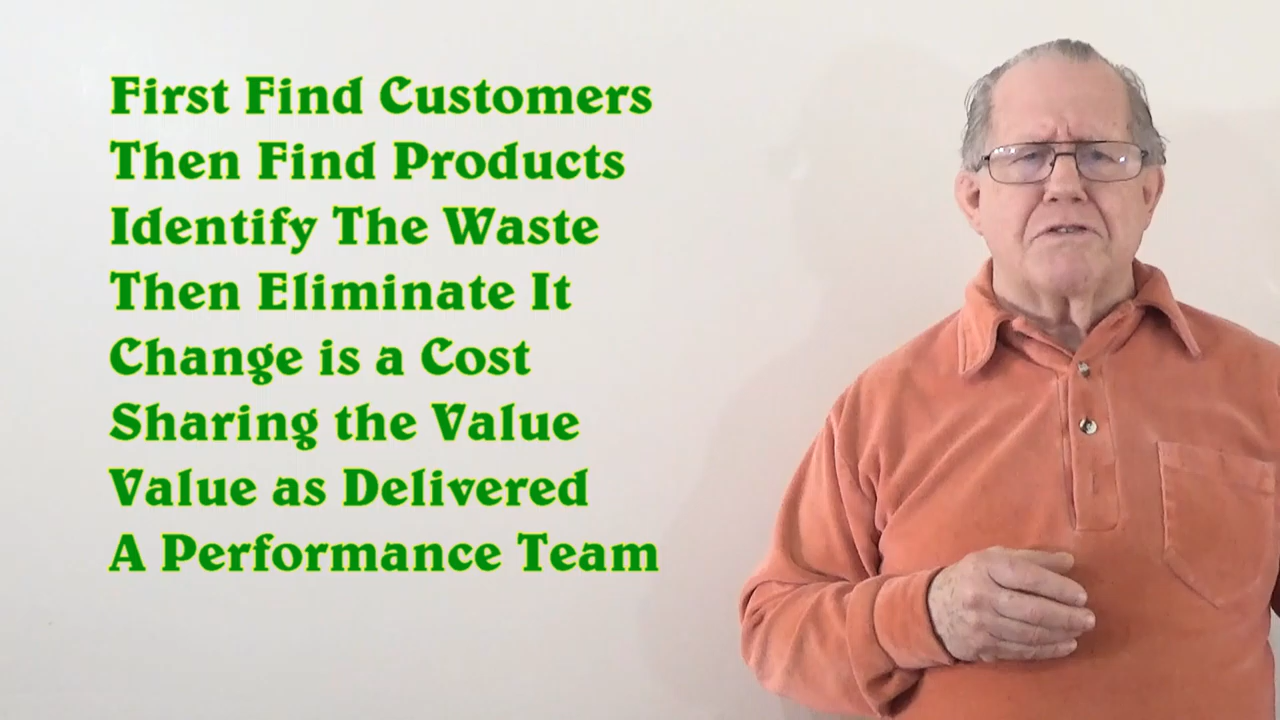 First Find Customers
Then Find Products
Identify The Waste
Then Eliminate It
Change is a Cost
Sharing the Value
Value as Delivered
A Performance Team